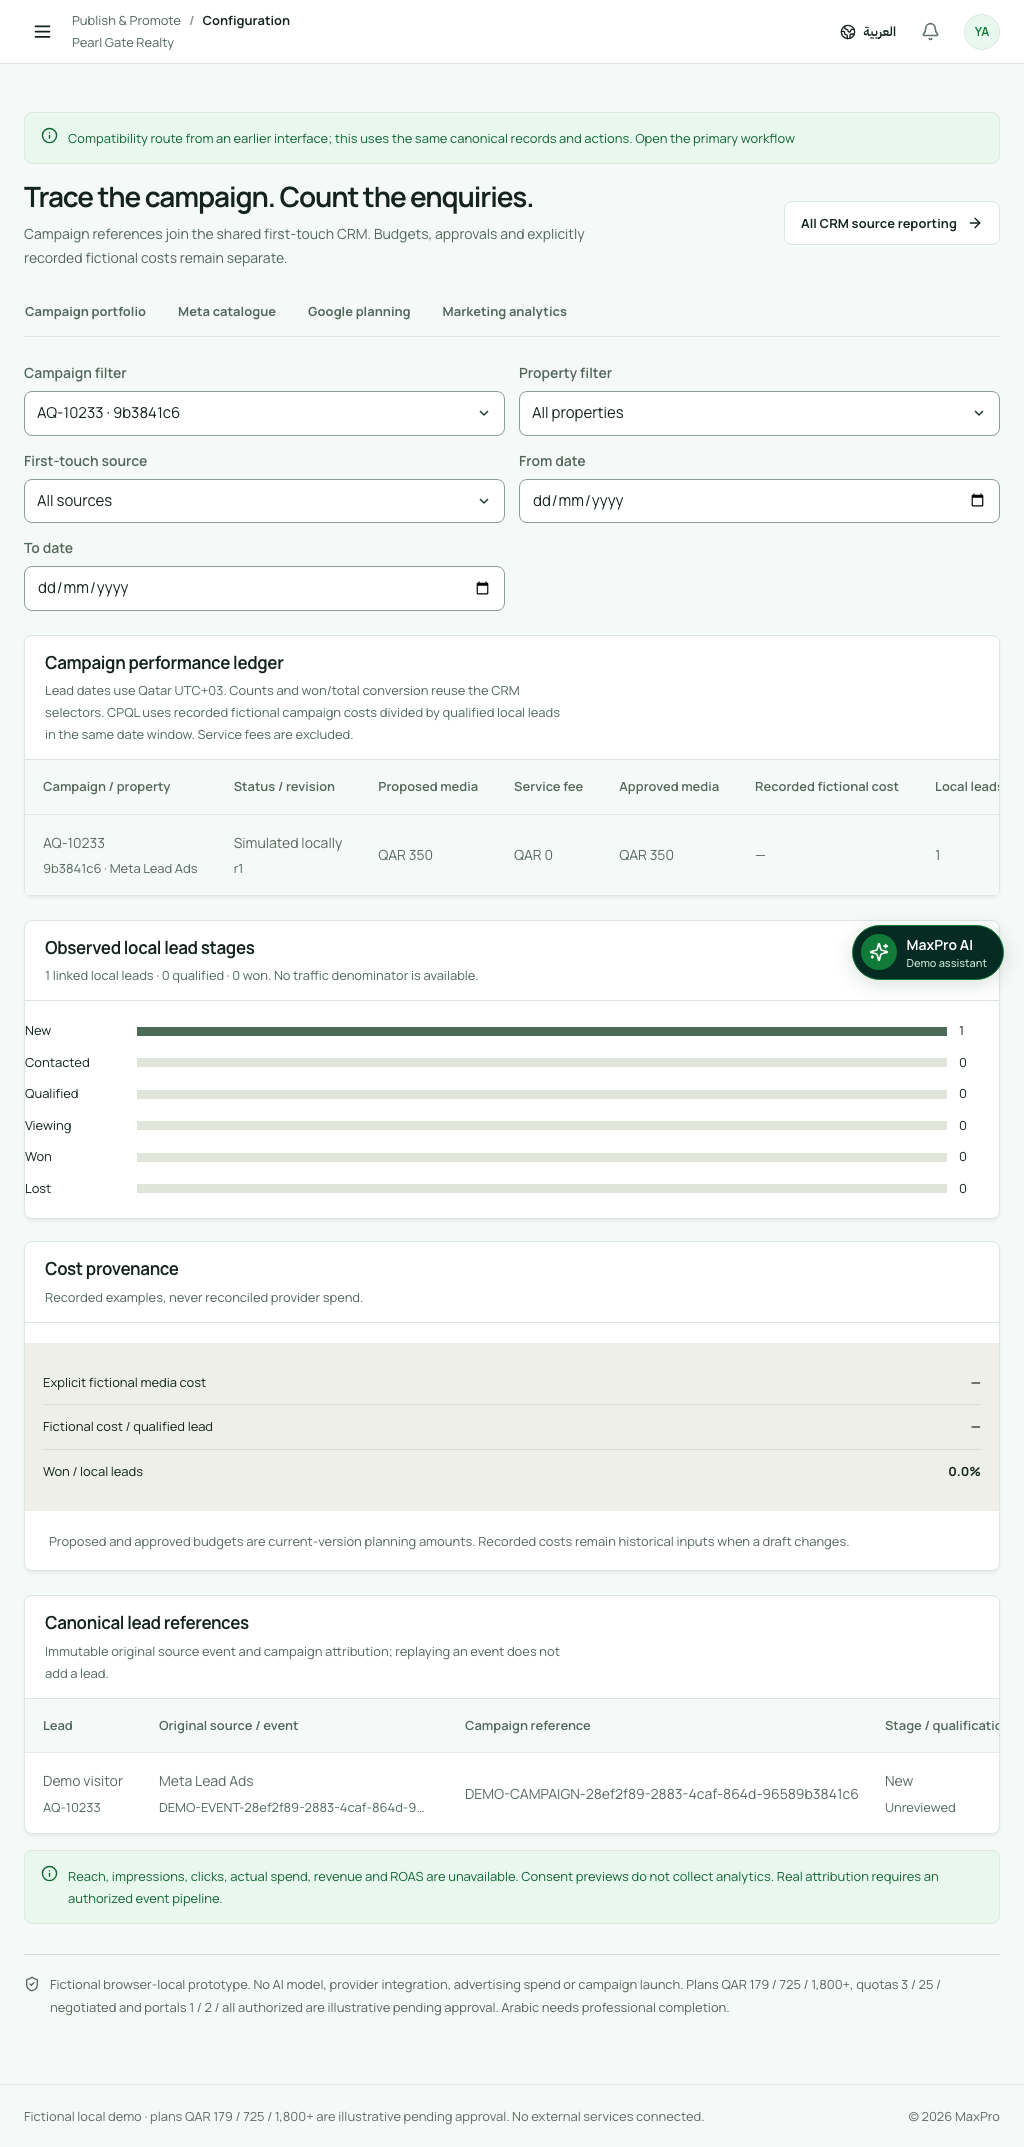 Publish & Promote / Configuration
Pearl Gate Realty
العربية
YA
Compatibility route from an earlier interface; this uses the same canonical records and actions. Open the primary workflow
Trace the campaign. Count the enquiries.
Campaign references join the shared first-touch CRM. Budgets, approvals and explicitly
recorded fictional costs remain separate.
All CRM source reporting
Campaign portfolio
Meta catalogue
Google planning
Marketing analytics
Campaign filter
Property filter
AQ-10233 · 9b3841c6
All properties
First-touch source
From date
All sources
dd/mm/yyyy
To date
dd/mm/yyyy
Campaign performance ledger
Lead dates use Qatar UTC+03. Counts and won/total conversion reuse the CRM
selectors. CPQL uses recorded fictional campaign costs divided by qualified local leads
in the same date window. Service fees are excluded.
Campaign / property Status / revision Proposed media Service fee Approved media Recorded fictional cost Local leads
AQ-10233 Simulated locally QAR 350 QAR 0 QAR 350 — 1
9b3841c6 · Meta Lead Ads r1
Observed local lead stages
1 linked local leads · 0 qualified · 0 won. No traffic denominator is available.
MaxPro AI
Demo assistant
New 1
Contacted 0
Qualified 0
Viewing 0
Won 0
Lost 0
Cost provenance
Recorded examples, never reconciled provider spend.
Explicit fictional media cost —
Fictional cost / qualified lead —
Won / local leads 0.0%
Proposed and approved budgets are current-version planning amounts. Recorded costs remain historical inputs when a draft changes.
Canonical lead references
Immutable original source event and campaign attribution; replaying an event does not
add a lead.
Lead Original source / event Campaign reference Stage / qualificatic
Demo visitor Meta Lead Ads DEMO-CAMPAIGN-28ef2f89-2883-4caf-864d-96589b3841c6 New
AQ-10233 DEMO-EVENT-28ef2f89-2883-4caf-864d-9… Unreviewed
Reach, impressions, clicks, actual spend, revenue and ROAS are unavailable. Consent previews do not collect analytics. Real attribution requires an
authorized event pipeline.
Fictional browser-local prototype. No AI model, provider integration, advertising spend or campaign launch. Plans QAR 179 / 725 / 1,800+, quotas 3 / 25 /
negotiated and portals 1 / 2 / all authorized are illustrative pending approval. Arabic needs professional completion.
Fictional local demo · plans QAR 179 / 725 / 1,800+ are illustrative pending approval. No external services connected.
© 2026 MaxPro